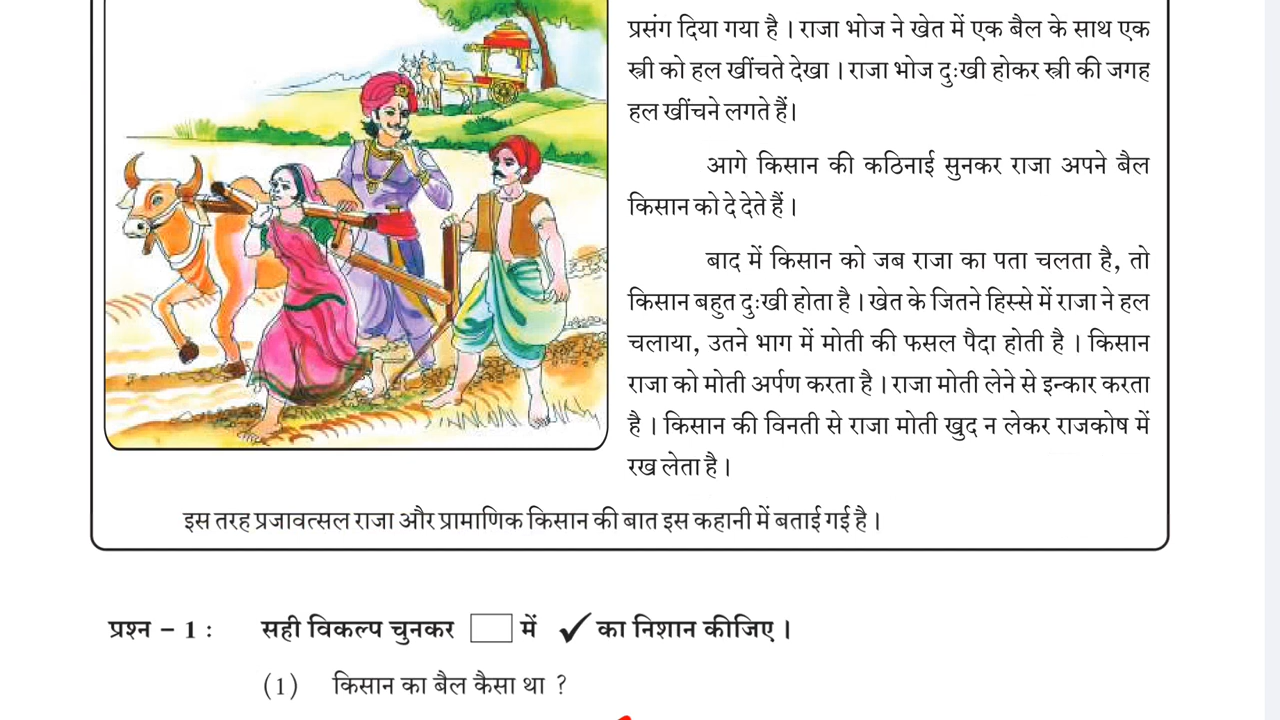 प्रसंग दिया गया है । राजा भोज ने खेत में एक बैल के साथ एक
स्त्री को हल खींचते देखा । राजा भोज दुःखी होकर स्त्री की जगह
हल खींचने लगते हैं।
आगे किसान की कठिनाई सुनकर राजा अपने बैल
किसान को दे देते हैं ।
बाद में किसान को जब राजा का पता चलता है, तो
किसान बहुत दुःखी होता है । खेत के जितने हिस्से में राजा ने हल
चलाया, उतने भाग में मोती की फसल पैदा होती है । किसान
राजा को मोती अर्पण करता है । राजा मोती लेने से इन्कार करता
है । किसान की विनती से राजा मोती खुद न लेकर राजकोष में
रख लेता है ।
इस तरह प्रजावत्सल राजा और प्रामाणिक किसान की बात इस कहानी में बताई गई है ।
प्रश्न – 1 : सही विकल्प चुनकर में ✓ का निशान कीजिए ।
(1) किसान का बैल कैसा था ?